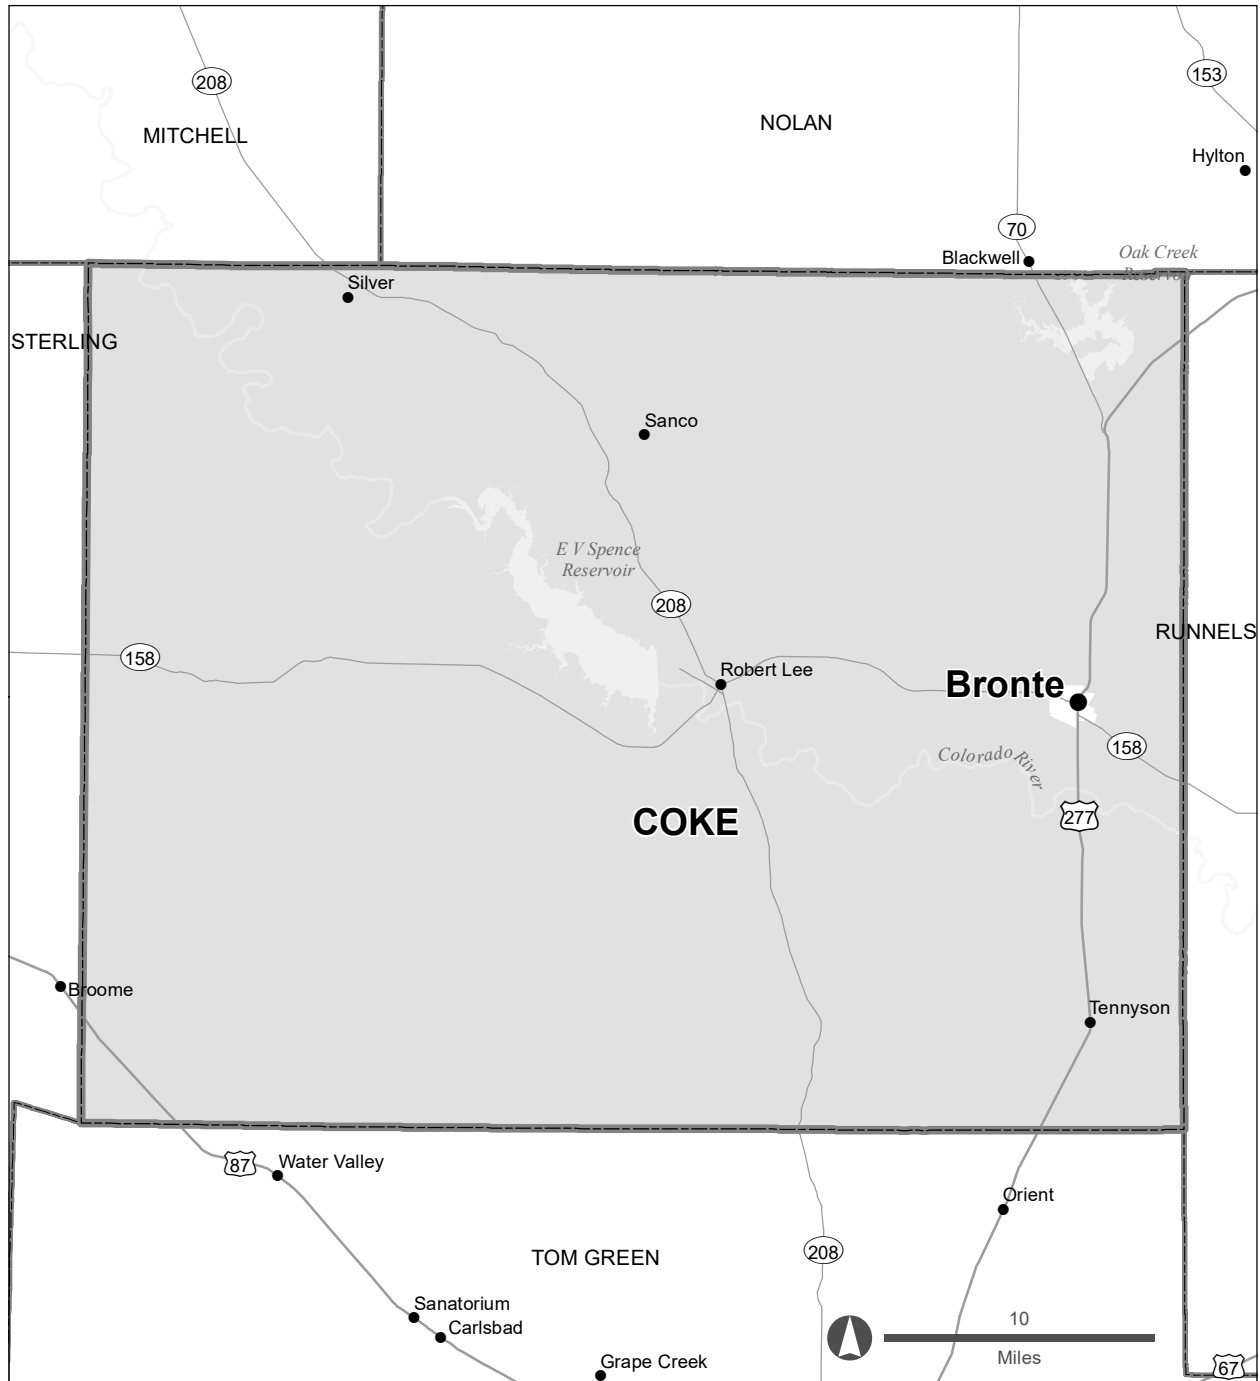 208
153
MITCHELL
NOLAN
Hylton
70
Blackwell
Oak Creek
Reservoir
Silver
STERLING
Sanco
E V Spence
Reservoir
208
158
RUNNELS
Robert Lee
Bronte
158
Colorado River
277
COKE
Broome
Tennyson
87
Water Valley
Orient
TOM GREEN
208
Sanatorium
Carlsbad
10
Miles
Grape Creek
67